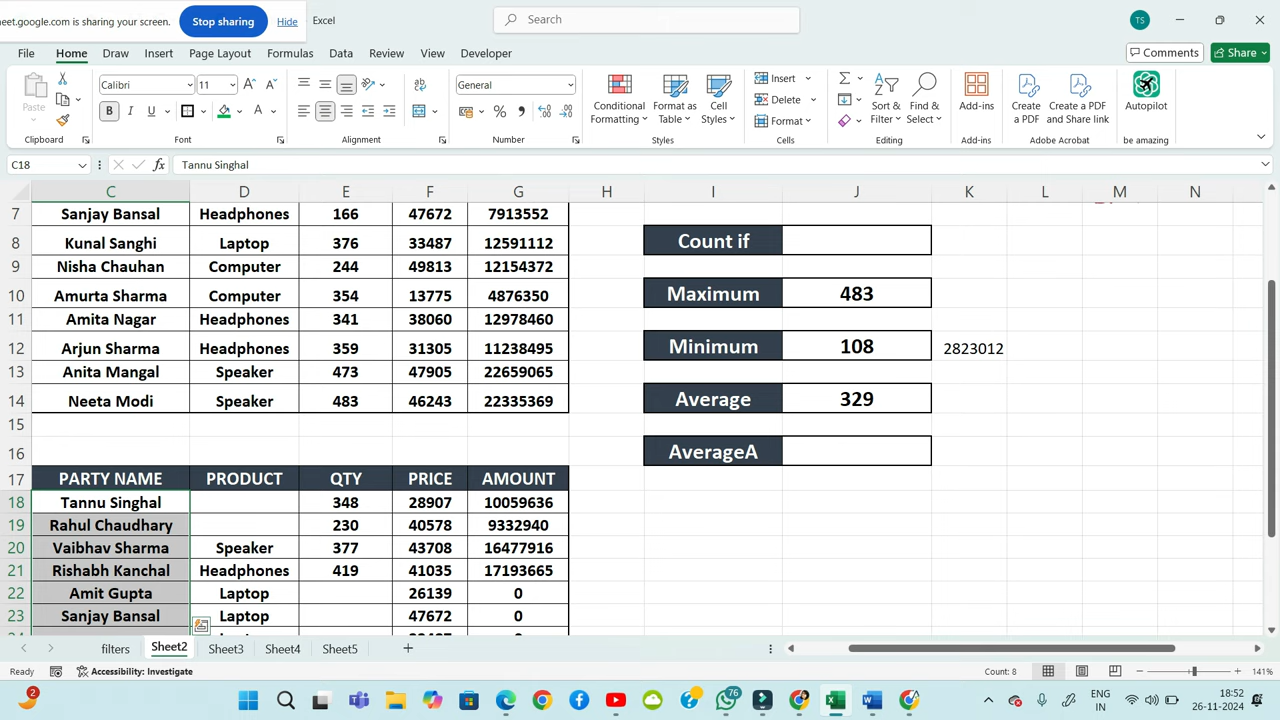 eet.google.com is sharing your screen. Stop sharing Hide Excel
Search
TS
File Home Draw Insert Page Layout Formulas Data Review View Developer
Comments Share
Paste
Clipboard
Calibri 11
B I U
Font
Alignment
General
Number
Conditional Formatting
Format as Table
Cell Styles
Styles
Insert
Delete
Format
Cells
Sort & Filter
Find & Select
Editing
Add-ins
Add-ins
Create a PDF
Create a PDF and Share link
Adobe Acrobat
Autopilot
be amazing
C18 fx Tannu Singhal
C D E F G H I J K L M N
7 Sanjay Bansal Headphones 166 47672 7913552
8 Kunal Sanghi Laptop 376 33487 12591112 Count if
9 Nisha Chauhan Computer 244 49813 12154372
10 Amurta Sharma Computer 354 13775 4876350 Maximum 483
11 Amita Nagar Headphones 341 38060 12978460
12 Arjun Sharma Headphones 359 31305 11238495 Minimum 108 2823012
13 Anita Mangal Speaker 473 47905 22659065
14 Neeta Modi Speaker 483 46243 22335369 Average 329
15
16 AverageA
17 PARTY NAME PRODUCT QTY PRICE AMOUNT
18 Tannu Singhal 348 28907 10059636
19 Rahul Chaudhary 230 40578 9332940
20 Vaibhav Sharma Speaker 377 43708 16477916
21 Rishabh Kanchal Headphones 419 41035 17193665
22 Amit Gupta Laptop 26139 0
23 Sanjay Bansal Laptop 47672 0
filters Sheet2 Sheet3 Sheet4 Sheet5
Ready Accessibility: Investigate Count: 8 141%
2
76
ENG
IN
18:52
26-11-2024